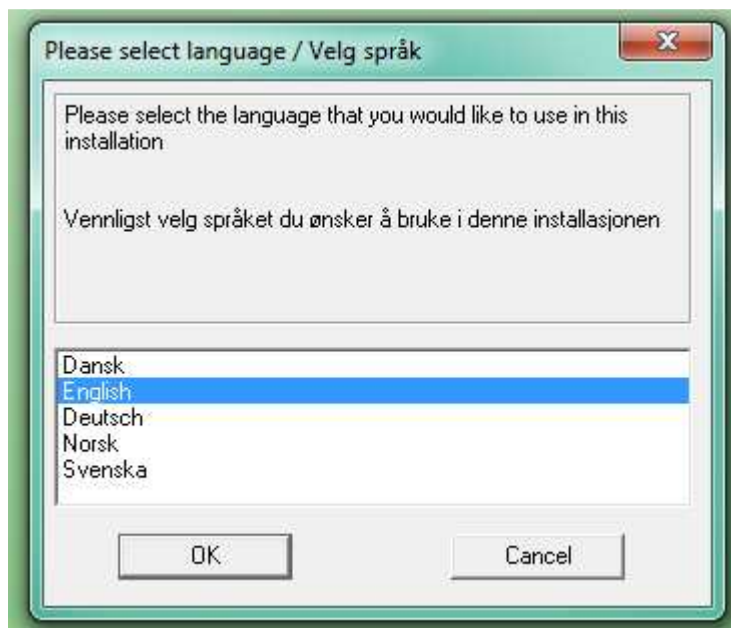 Please select language / Velg språk
Please select the language that you would like to use in this
installation
Vennligst velg språket du ønsker å bruke i denne installasjonen
Dansk
English
Deutsch
Norsk
Svenska
OK
Cancel